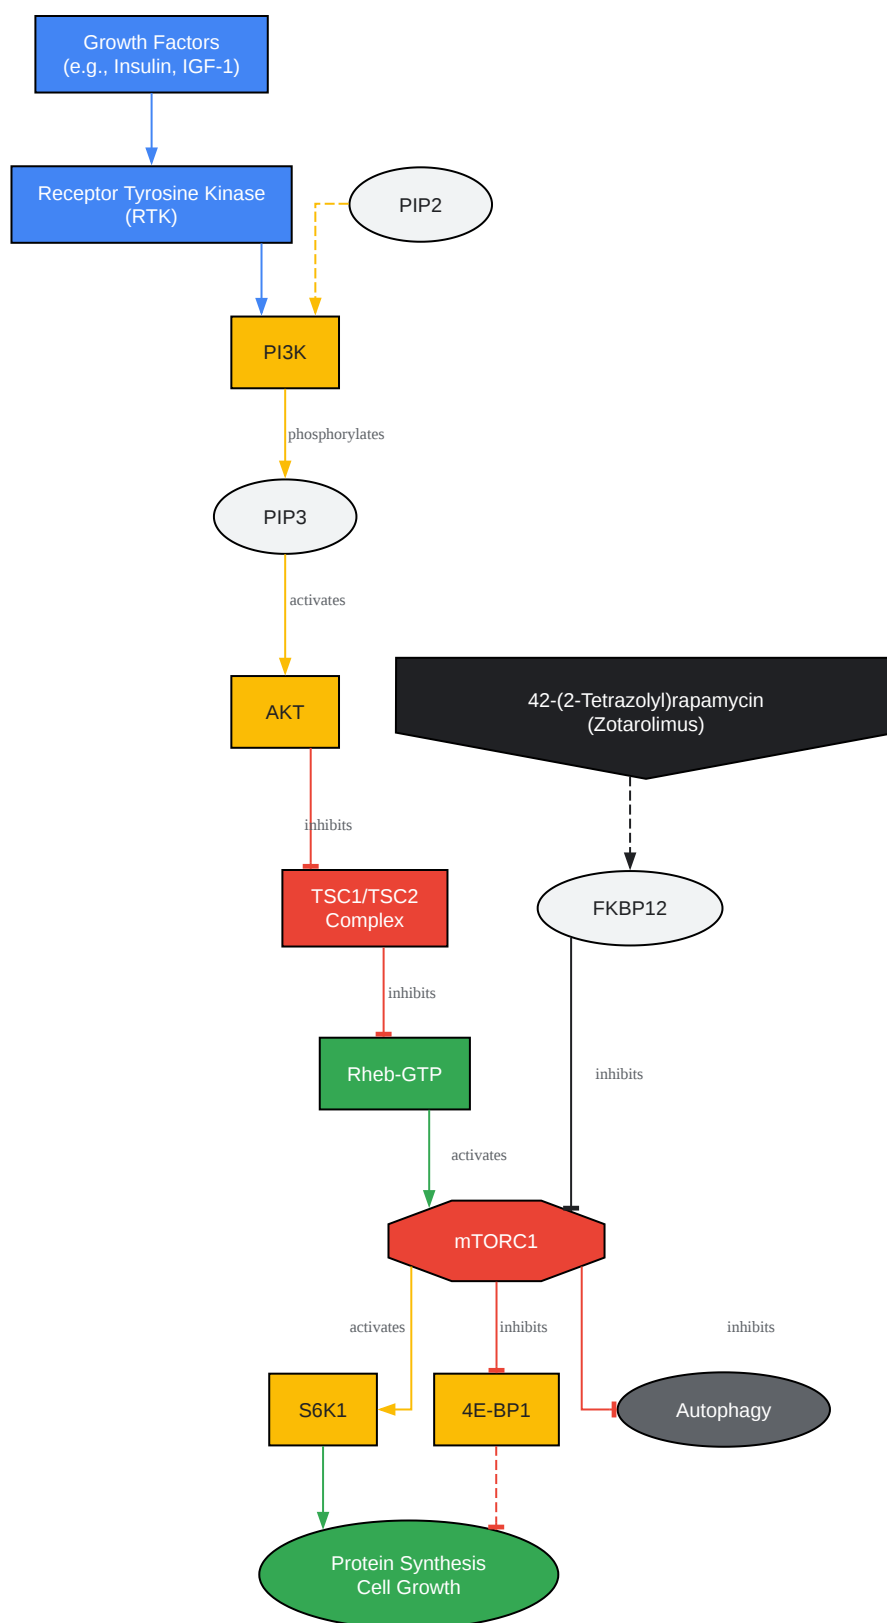 Growth Factors
(e.g., Insulin, IGF-1)
Receptor Tyrosine Kinase
(RTK)
PIP2
PI3K
phosphorylates
PIP3
activates
AKT
42-(2-Tetrazolyl)rapamycin
(Zotarolimus)
inhibits
TSC1/TSC2
Complex
FKBP12
inhibits
Rheb-GTP
inhibits
activates
mTORC1
activates
inhibits
inhibits
S6K1
4E-BP1
Autophagy
Protein Synthesis
Cell Growth